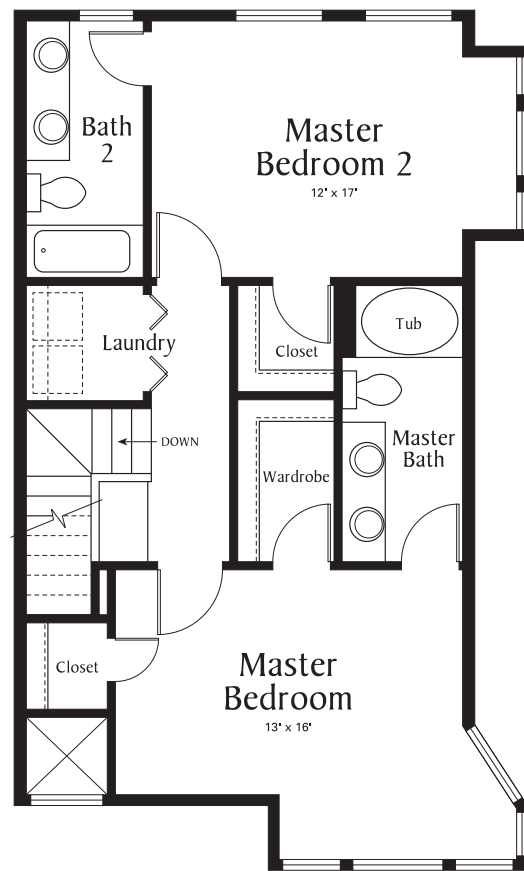 Bath
2
Master
Bedroom 2
12' x 17'
Laundry
Closet
Tub
DOWN
Wardrobe
Master
Bath
Closet
Master
Bedroom
13' x 16'